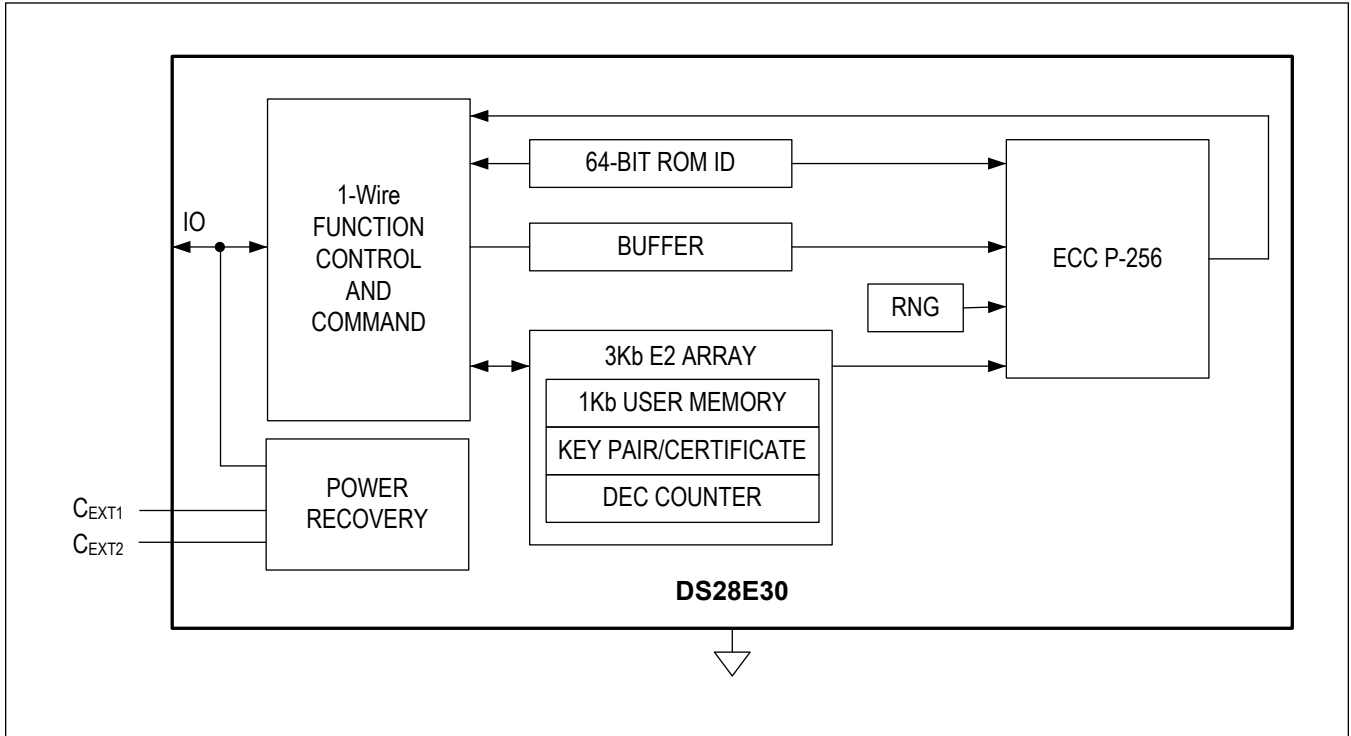 64-BIT ROM ID
1-Wire
FUNCTION
CONTROL
AND
COMMAND
IO
BUFFER
ECC P-256
RNG
3Kb E2 ARRAY
1Kb USER MEMORY
KEY PAIR/CERTIFICATE
DEC COUNTER
POWER
RECOVERY
CEXT1
CEXT2
DS28E30